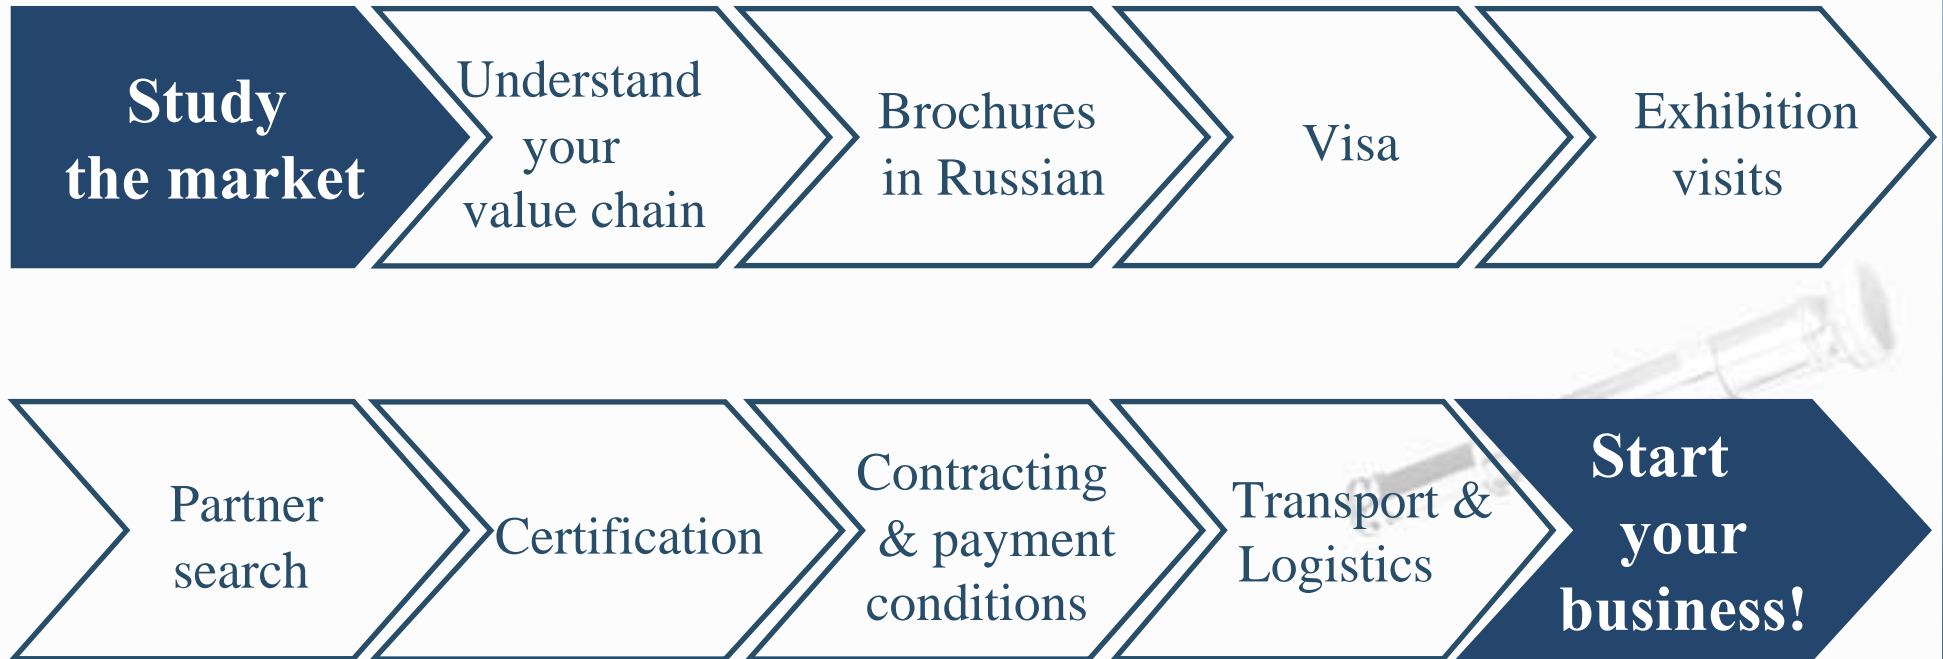 Study
the market
Understand
your
value chain
Brochures
in Russian
Visa
Exhibition
visits
Partner
search
Certification
Contracting
& payment
conditions
Transport &
Logistics
Start
your
business!